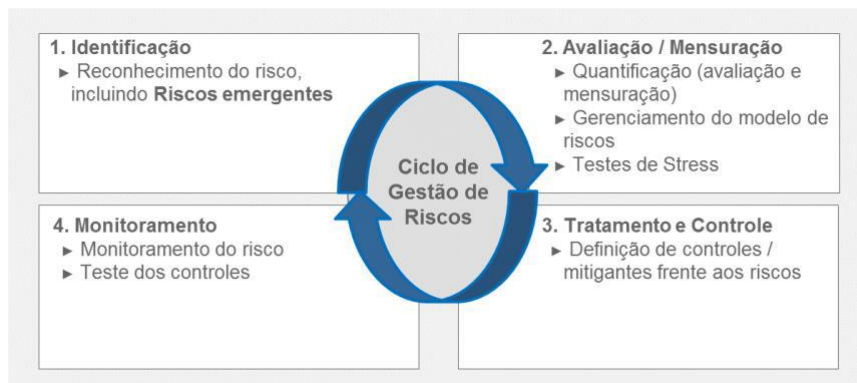 1. Identificação
► Reconhecimento do risco,
incluindo Riscos emergentes
2. Avaliação / Mensuração
► Quantificação (avaliação e
mensuração)
► Gerenciamento do modelo de
riscos
► Testes de Stress
Ciclo de
Gestão de
Riscos
4. Monitoramento
► Monitoramento do risco
► Teste dos controles
3. Tratamento e Controle
► Definição de controles /
mitigantes frente aos riscos